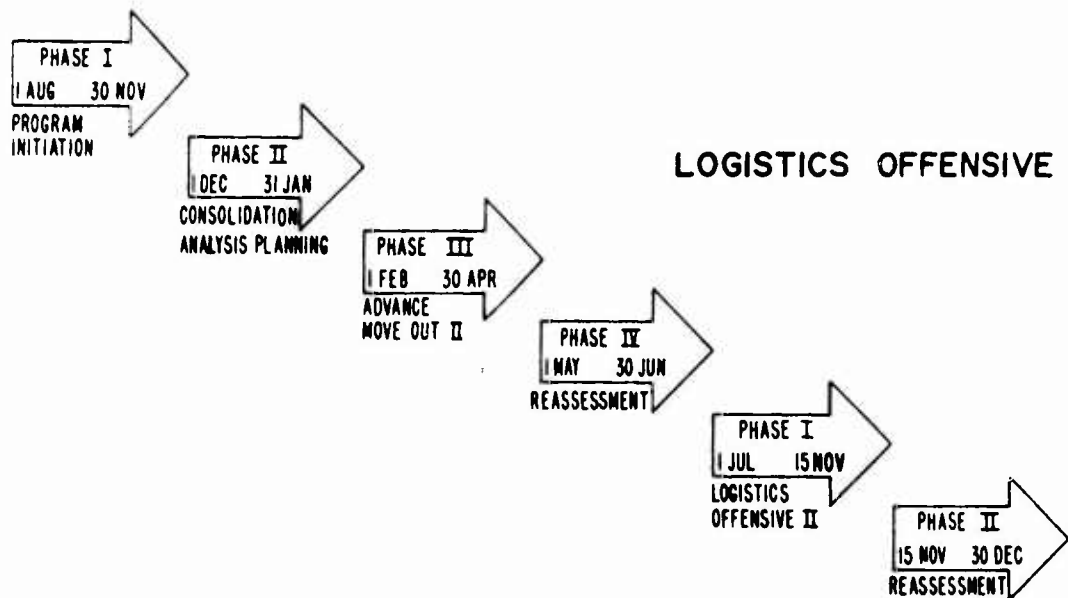 PHASE I
1 AUG 30 NOV
PROGRAM
INITIATION
LOGISTICS OFFENSIVE
PHASE II
1 DEC 31 JAN
CONSOLIDATION
ANALYSIS PLANNING
PHASE III
1 FEB 30 APR
ADVANCE
MOVE OUT II
PHASE IV
1 MAY 30 JUN
REASSESSMENT
PHASE I
1 JUL 15 NOV
LOGISTICS
OFFENSIVE II
PHASE II
15 NOV 30 DEC
REASSESSMENT